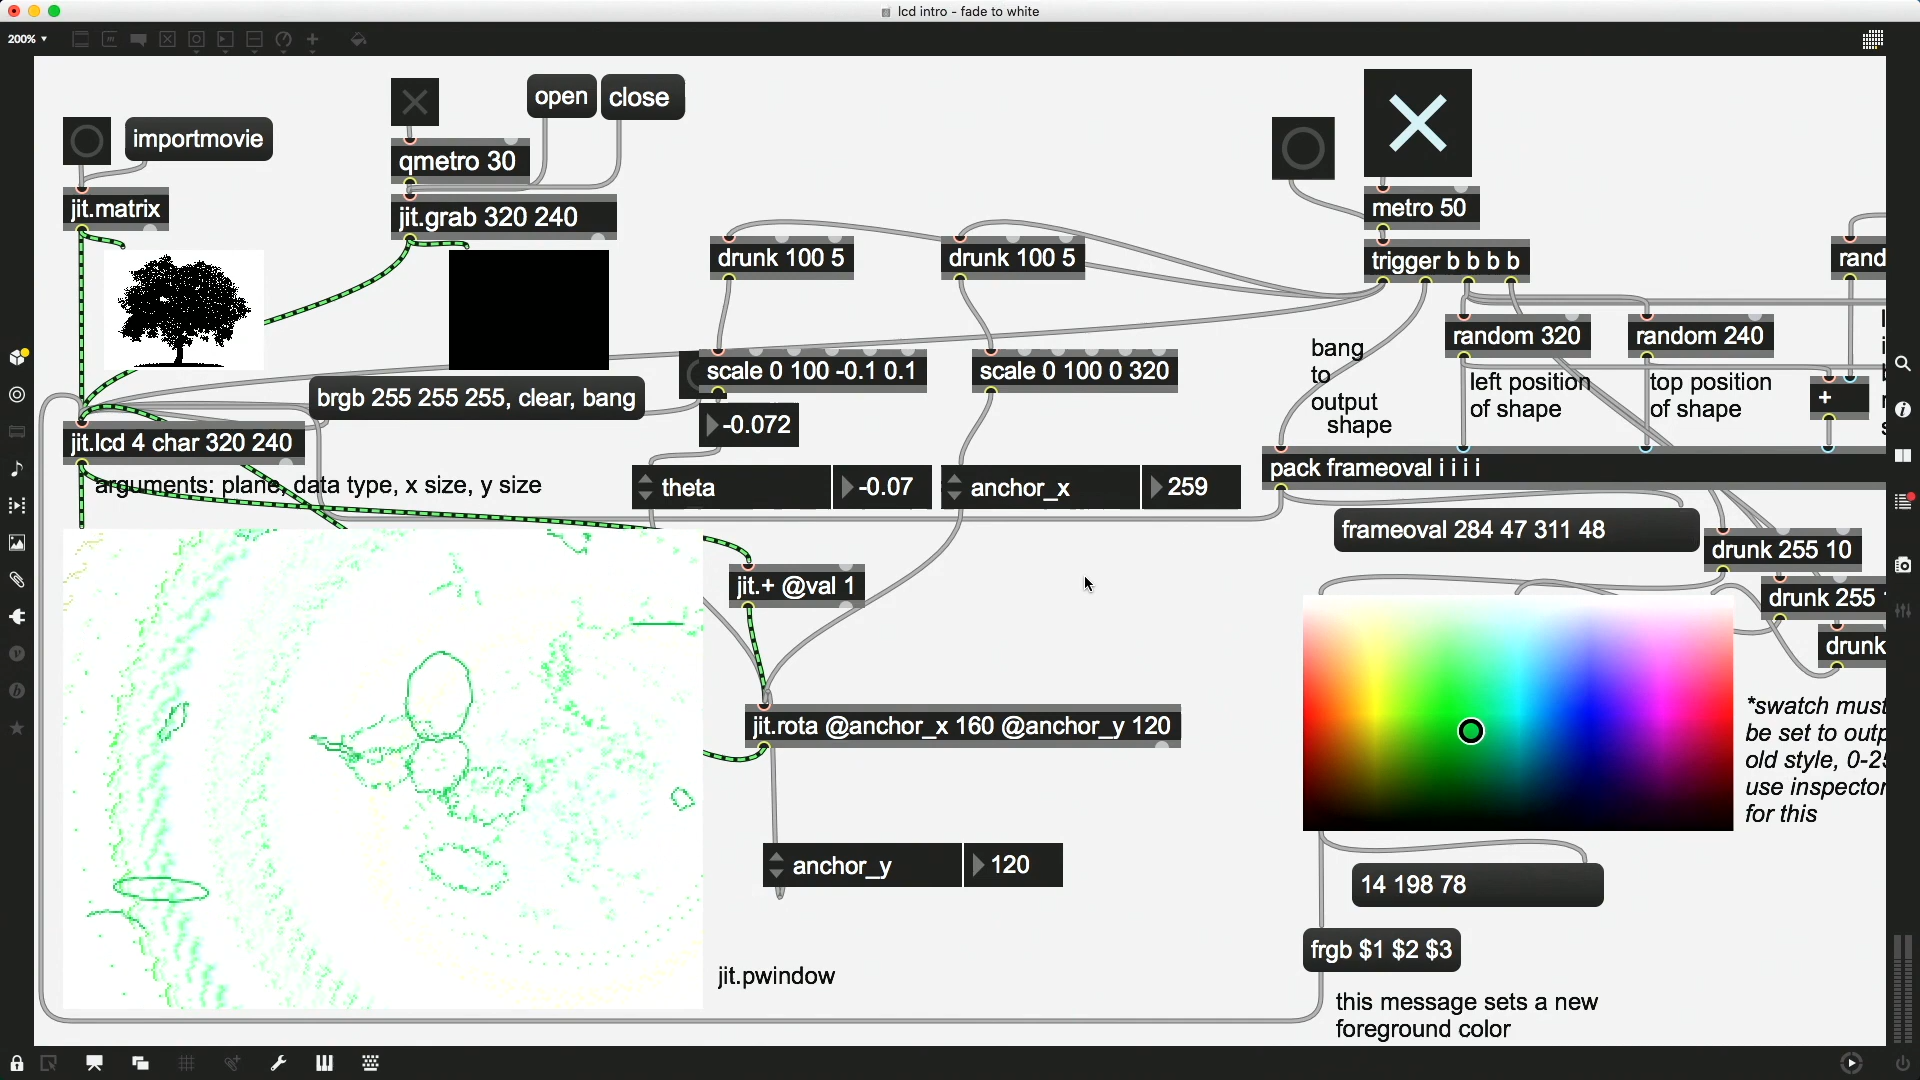 lcd intro - fade to white
200%
open
close
importmovie
qmetro 30
jit.matrix
jit.grab 320 240
metro 50
drunk 100 5
drunk 100 5
trigger b b b b
rand
random 320
random 240
bang
to
output
shape
scale 0 100 -0.1 0.1
scale 0 100 0 320
left position
of shape
top position
of shape
brgb 255 255 255, clear, bang
+
-0.072
jit.lcd 4 char 320 240
pack frameoval i i i i
arguments: plane, data type, x size, y size
theta
-0.07
anchor_x
259
frameoval 284 47 311 48
drunk 255 10
jit.+ @val 1
drunk 255
drunk
jit.rota @anchor_x 160 @anchor_y 120
*swatch must
be set to outp
old style, 0-25
use inspector
for this
anchor_y
120
14 198 78
frgb $1 $2 $3
jit.pwindow
this message sets a new
foreground color